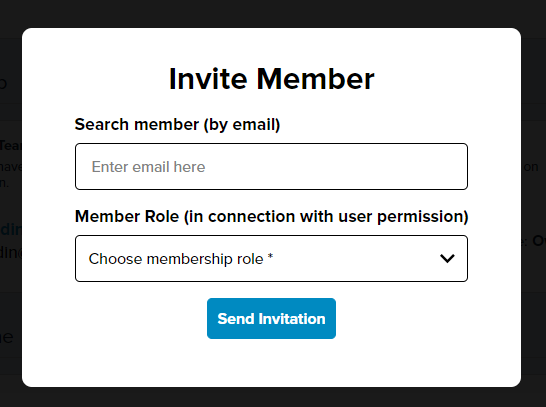 Invite Member
Search member (by email)
Enter email here
Member Role (in connection with user permission)
Choose membership role *
Send Invitation
on